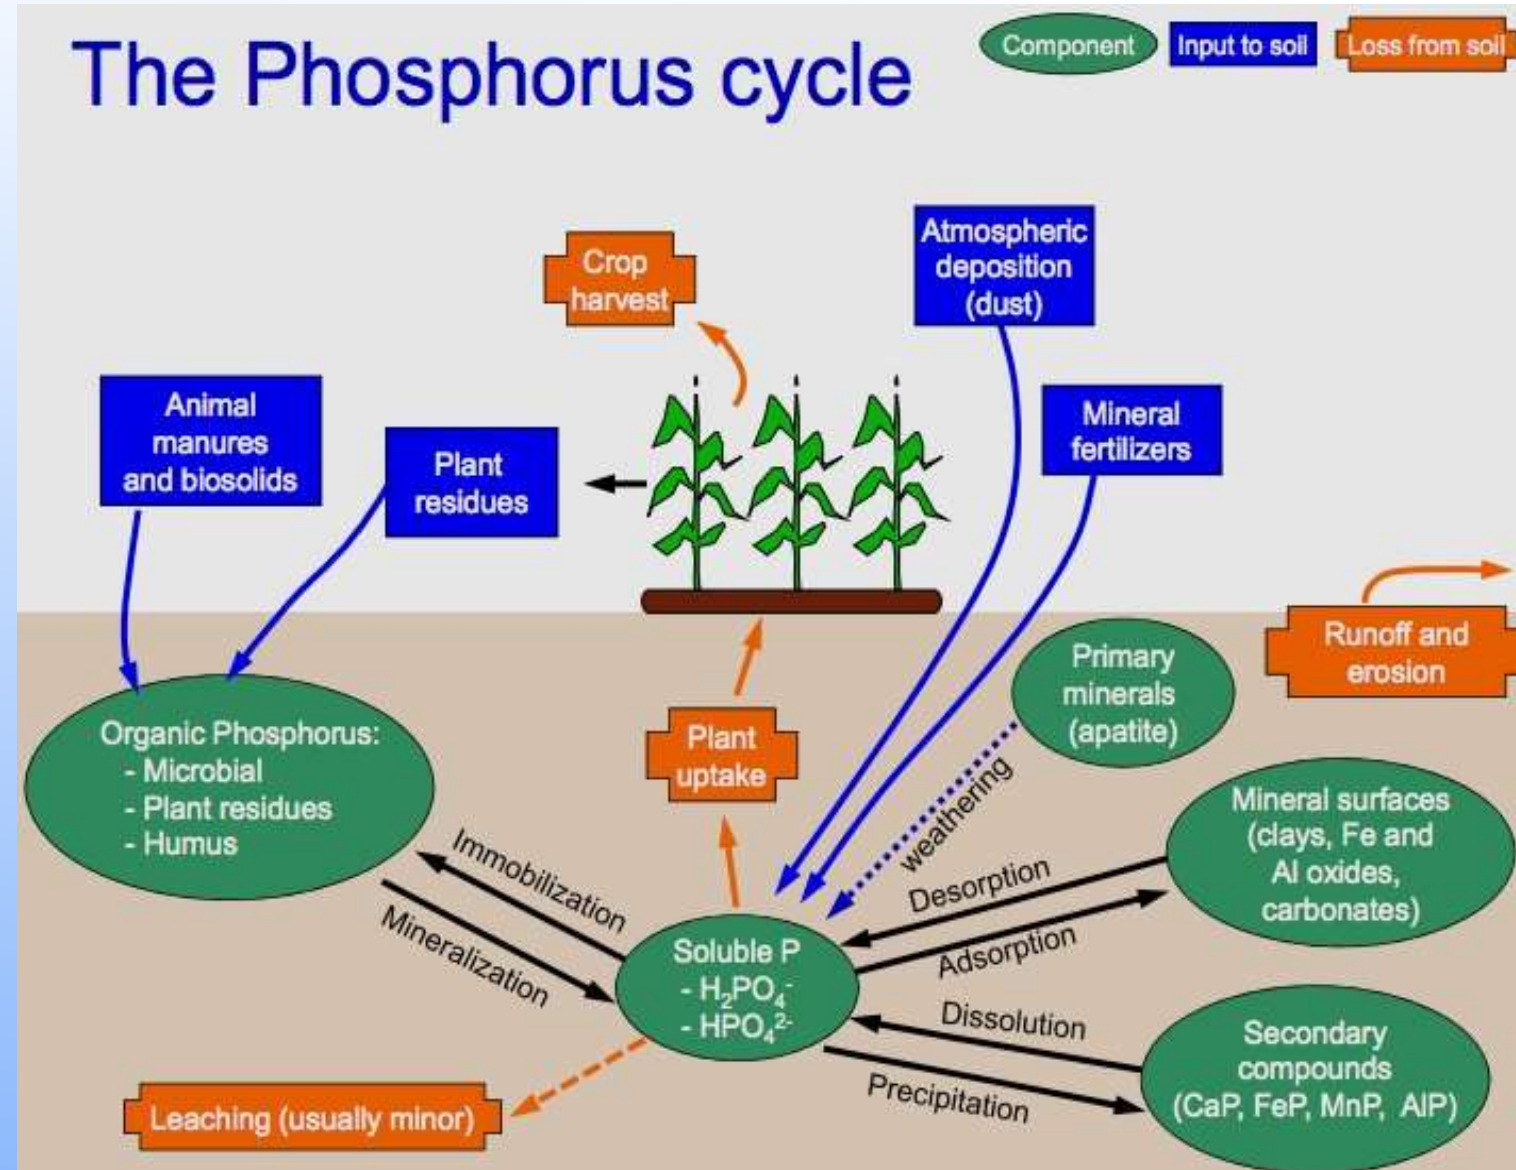 The Phosphorus cycle
Component
Input to soil
Loss from soil
Atmospheric
deposition
(dust)
Crop
harvest
Animal
manures
and biosolids
Plant
residues
Mineral
fertilizers
Runoff and
erosion
Primary
minerals
(apatite)
Plant
uptake
Organic Phosphorus:
- Microbial
- Plant residues
- Humus
weathering
Mineral surfaces
(clays, Fe and
Al oxides,
carbonates)
Immobilization
Mineralization
Desorption
Adsorption
Soluble P
- H₂PO₄⁻
- HPO₄²⁻
Dissolution
Precipitation
Secondary
compounds
(CaP, FeP, MnP, AlP)
Leaching (usually minor)